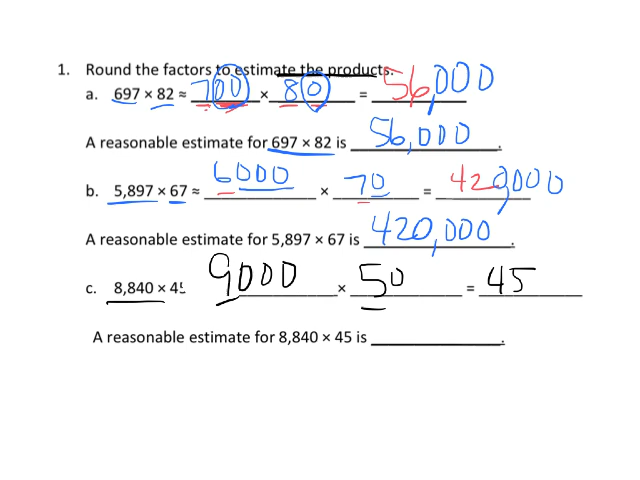 1. Round the factors to estimate the products.
a. 697 × 82 ≈ 700 × 80 = 56,000
A reasonable estimate for 697 × 82 is 56,000.
b. 5,897 × 67 ≈ 6000 × 70 = 420,000
A reasonable estimate for 5,897 × 67 is 420,000.
c. 8,840 × 45 9000 × 50 = 45
A reasonable estimate for 8,840 × 45 is ____________.